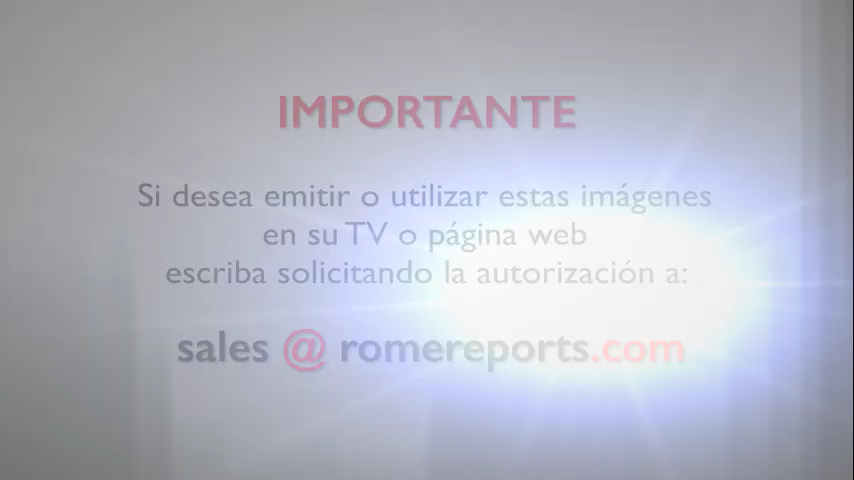 IMPORTANTE
Si desea emitir o utilizar estas imágenes
en su TV o página web
escriba solicitando la autorización a:
sales @ romereports.com